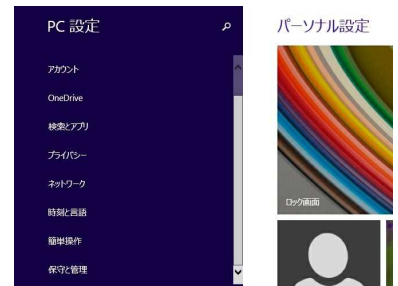 PC 設定
アカウント
OneDrive
検索とアプリ
プライバシー
ネットワーク
時刻と言語
簡単操作
保守と管理
パーソナル設定
ロック画面